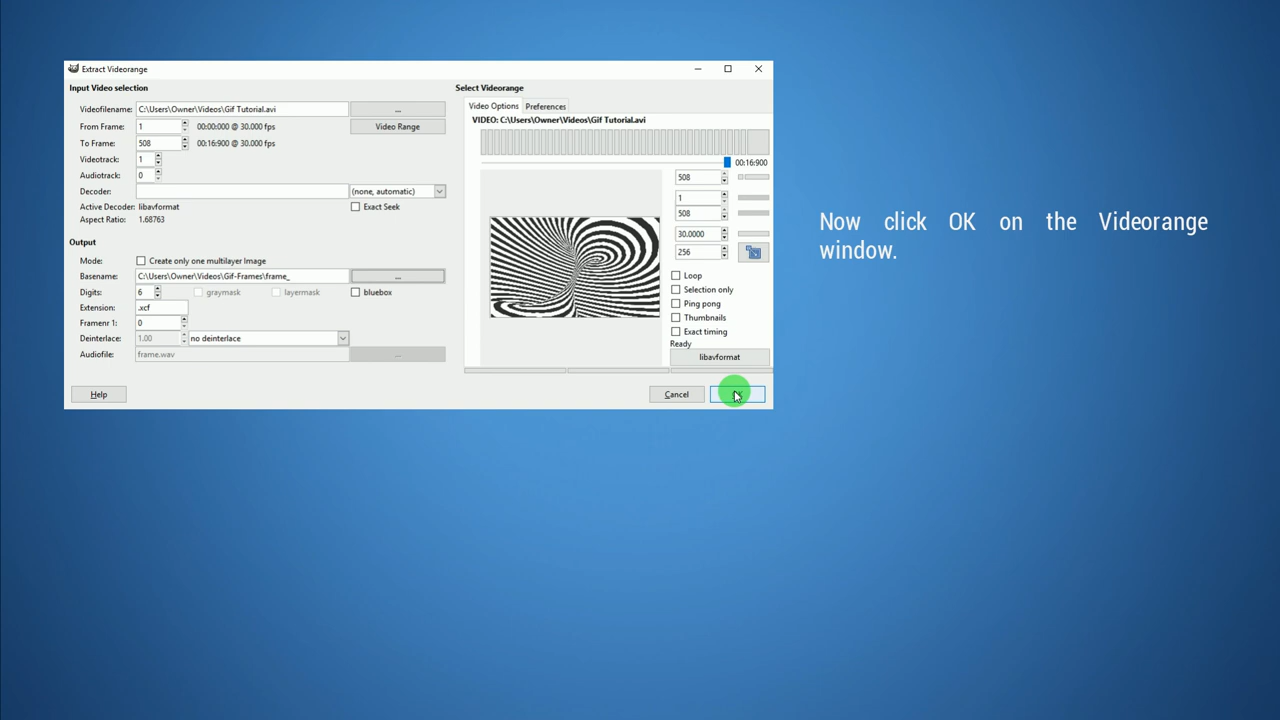 Extract Videorange
Input Video selection
Videofilename: C:\Users\Owner\Videos\Gif Tutorial.avi ...
From Frame: 1 00:00:000 @ 30.000 fps Video Range
To Frame: 508 00:16:900 @ 30.000 fps
Videotrack: 1
Audiotrack: 0
Decoder: (none, automatic)
Active Decoder: libavformat Exact Seek
Aspect Ratio: 1.68763
Output
Mode: Create only one multilayer Image
Basename: C:\Users\Owner\Videos\Gif-Frames\frame_ ...
Digits: 6 graymask layermask bluebox
Extension: .xcf
Framenr 1: 0
Deinterlace: 1.00 no deinterlace
Audiofile: frame.wav ...
Help
Select Videorange
Video Options Preferences
VIDEO: C:\Users\Owner\Videos\Gif Tutorial.avi
00:16:900
508
1
508
30.0000
256
Loop
Selection only
Ping pong
Thumbnails
Exact timing
Ready
libavformat
Cancel
Now click OK on the Videorange
window.